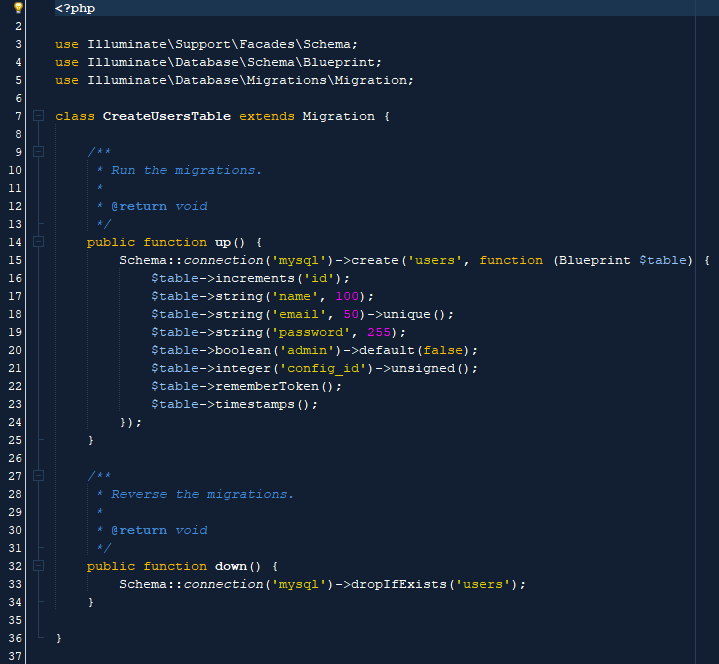 1 <?php
2
3 use Illuminate\Support\Facades\Schema;
4 use Illuminate\Database\Schema\Blueprint;
5 use Illuminate\Database\Migrations\Migration;
6
7 class CreateUsersTable extends Migration {
8
9     /**
10      * Run the migrations.
11      *
12      * @return void
13      */
14     public function up() {
15         Schema::connection('mysql')->create('users', function (Blueprint $table) {
16             $table->increments('id');
17             $table->string('name', 100);
18             $table->string('email', 50)->unique();
19             $table->string('password', 255);
20             $table->boolean('admin')->default(false);
21             $table->integer('config_id')->unsigned();
22             $table->rememberToken();
23             $table->timestamps();
24         });
25     }
26
27     /**
28      * Reverse the migrations.
29      *
30      * @return void
31      */
32     public function down() {
33         Schema::connection('mysql')->dropIfExists('users');
34     }
35
36 }
37